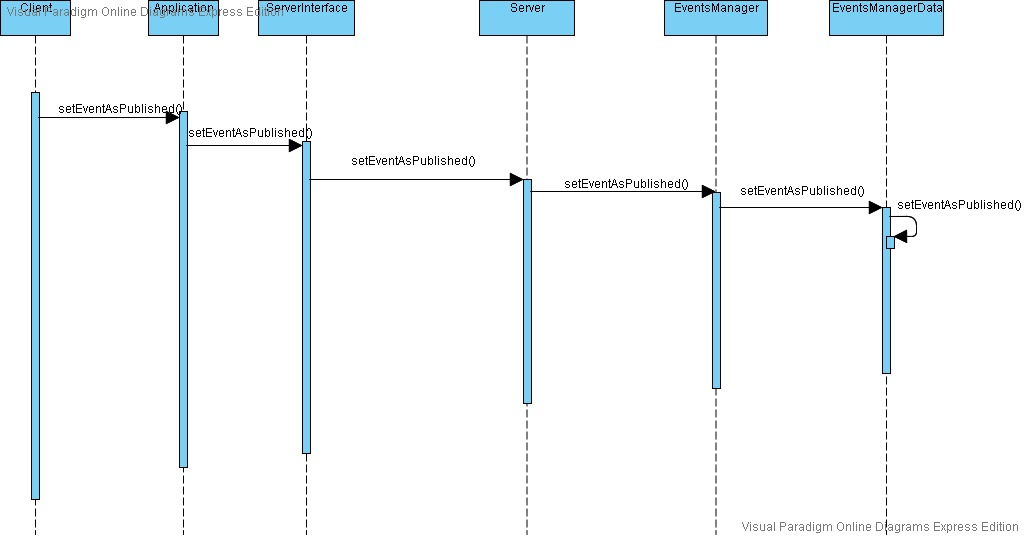 Client
Application
ServerInterface
Server
EventsManager
EventsManagerData
Visual Paradigm Online Diagrams Express Edition
setEventAsPublished()
setEventAsPublished()
setEventAsPublished()
setEventAsPublished()
setEventAsPublished()
setEventAsPublished()
Visual Paradigm Online Diagrams Express Edition